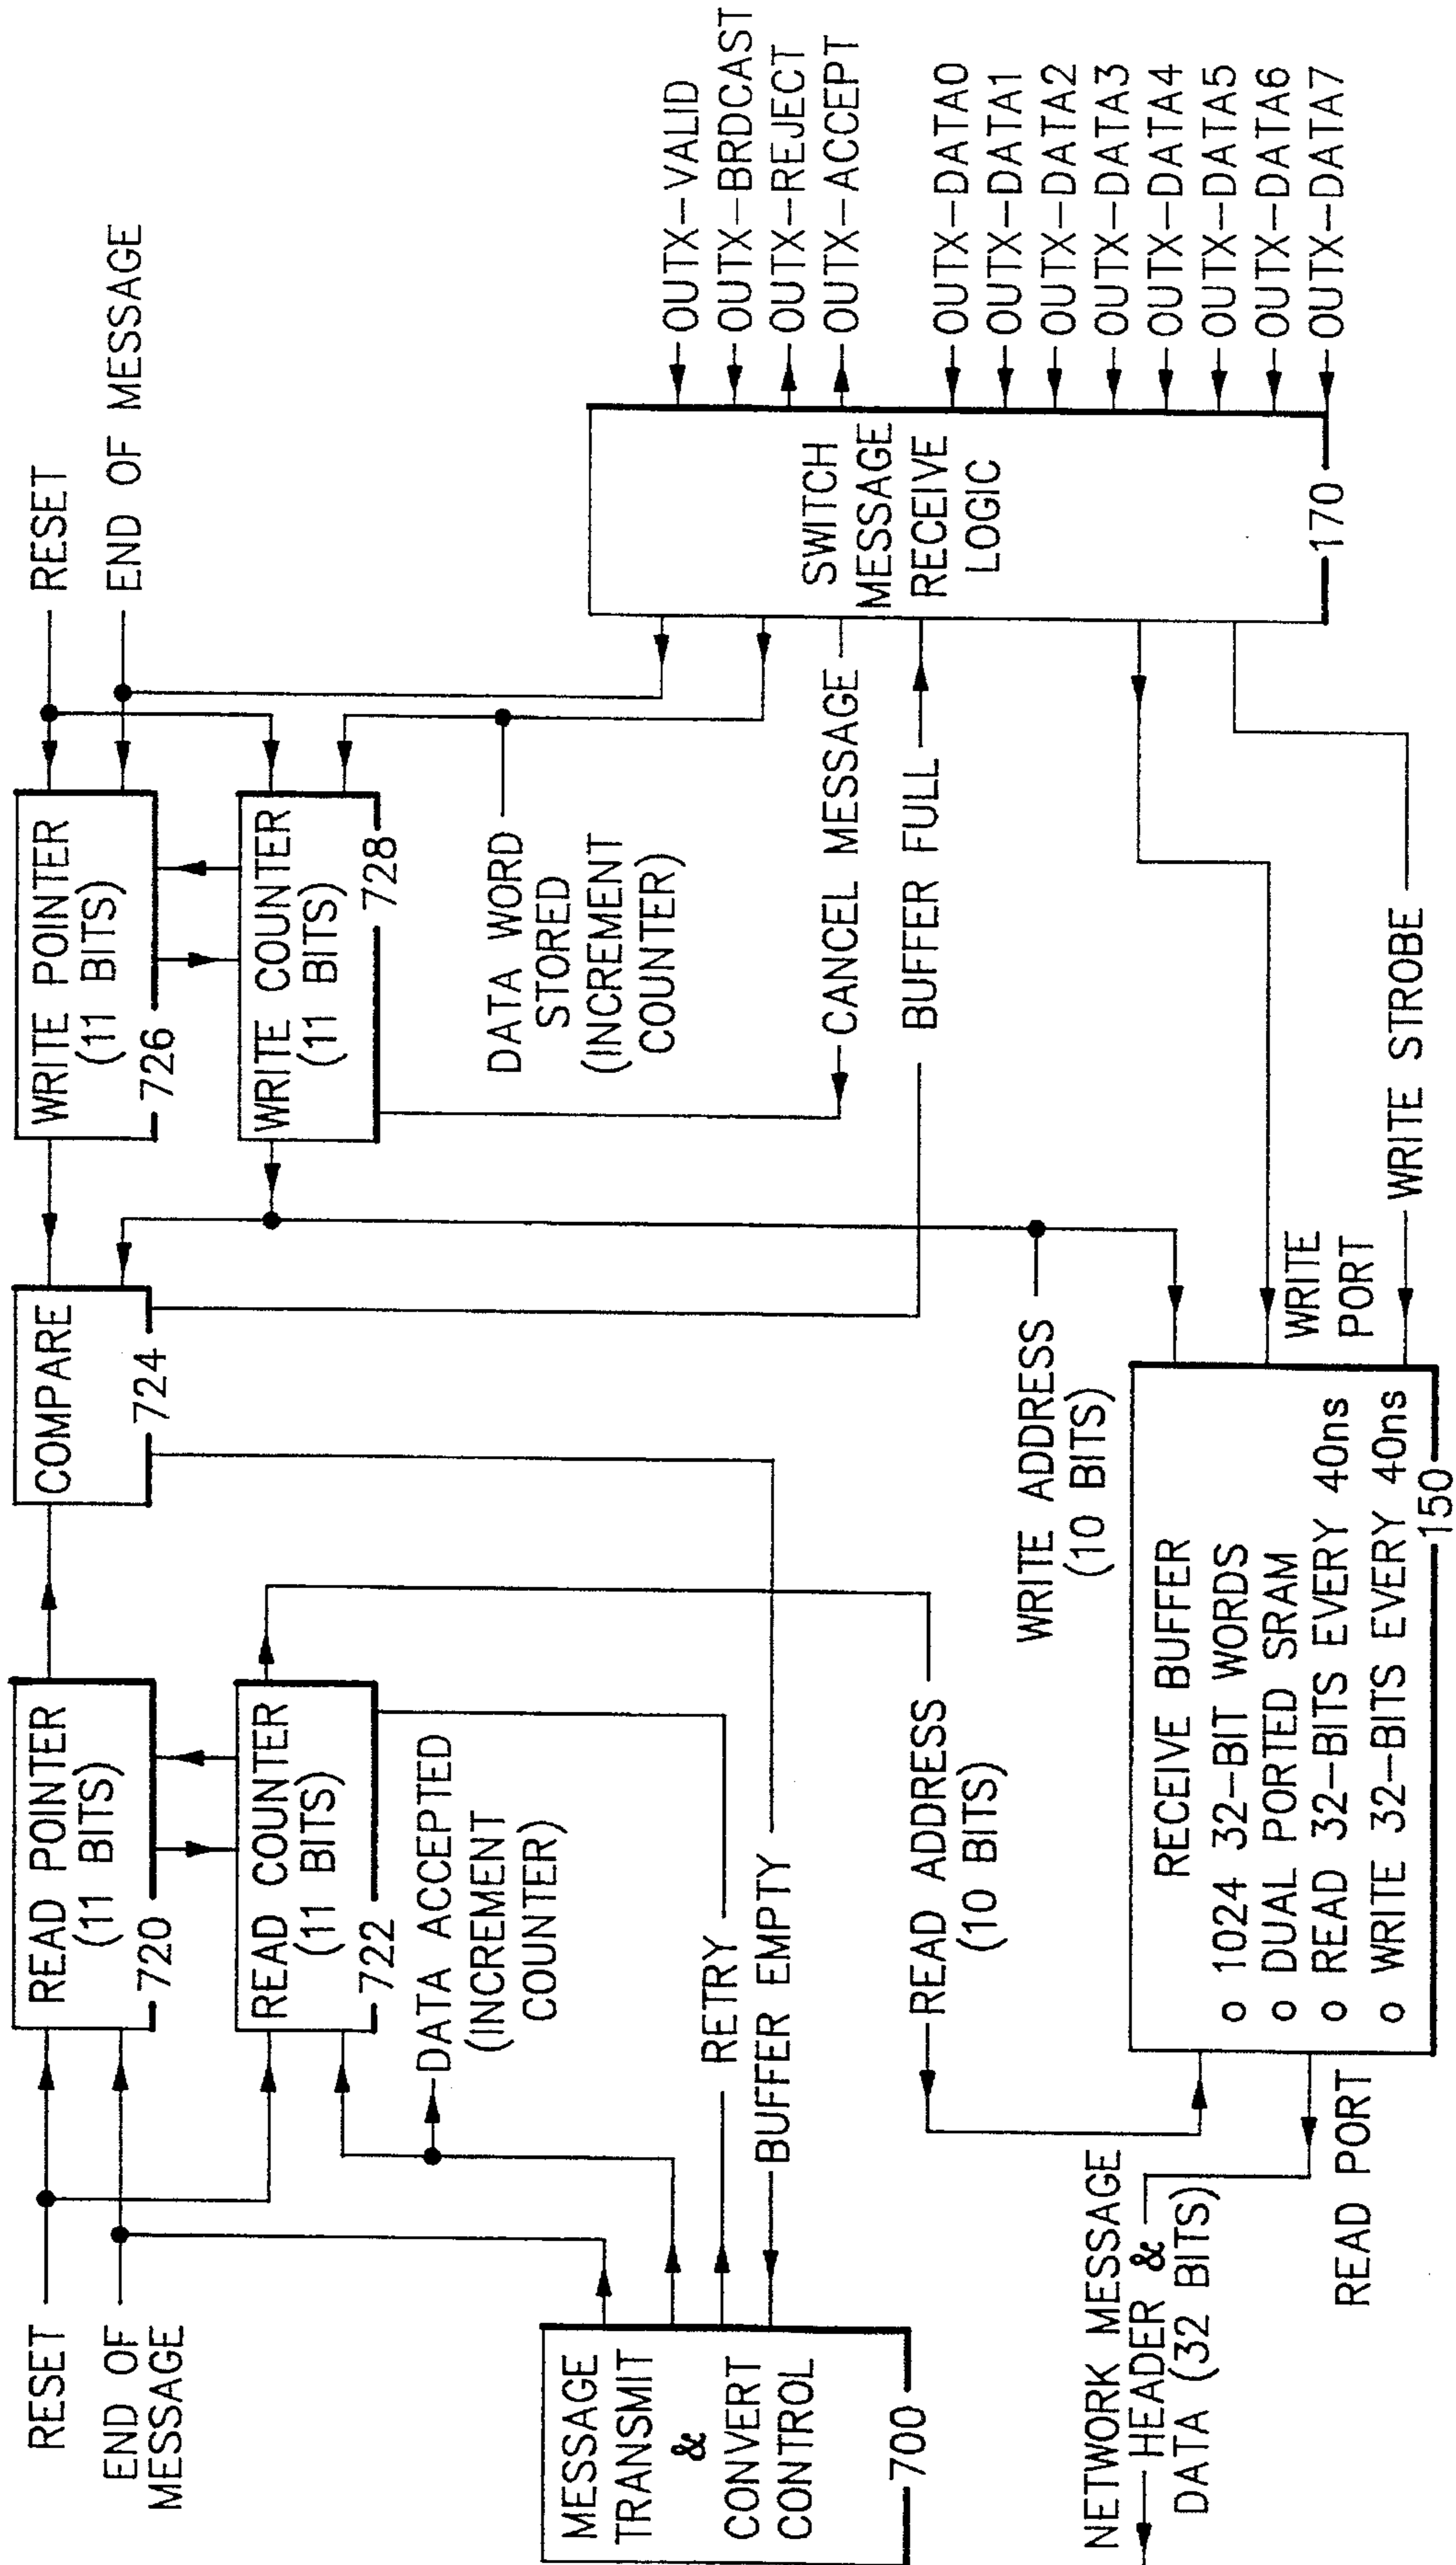 RESET
END OF
MESSAGE
READ POINTER
(11 BITS)
720
READ COUNTER
(11 BITS)
722
DATA ACCEPTED
(INCREMENT
COUNTER)
RETRY
BUFFER EMPTY
MESSAGE
TRANSMIT
&
CONVERT
CONTROL
700
COMPARE
724
WRITE POINTER
(11 BITS)
726
WRITE COUNTER
(11 BITS)
728
RESET
END OF MESSAGE
DATA WORD
STORED
(INCREMENT
COUNTER)
CANCEL MESSAGE
BUFFER FULL
SWITCH
MESSAGE
RECEIVE
LOGIC
170
OUTX-VALID
OUTX-BRDCAST
OUTX-REJECT
OUTX-ACCEPT
OUTX-DATA0
OUTX-DATA1
OUTX-DATA2
OUTX-DATA3
OUTX-DATA4
OUTX-DATA5
OUTX-DATA6
OUTX-DATA7
READ ADDRESS
(10 BITS)
WRITE ADDRESS
(10 BITS)
NETWORK MESSAGE
HEADER &
DATA (32 BITS)
READ PORT
RECEIVE BUFFER
o 1024 32-BIT WORDS
o DUAL PORTED SRAM
o READ 32-BITS EVERY 40ns
o WRITE 32-BITS EVERY 40ns
150
WRITE
PORT
WRITE STROBE